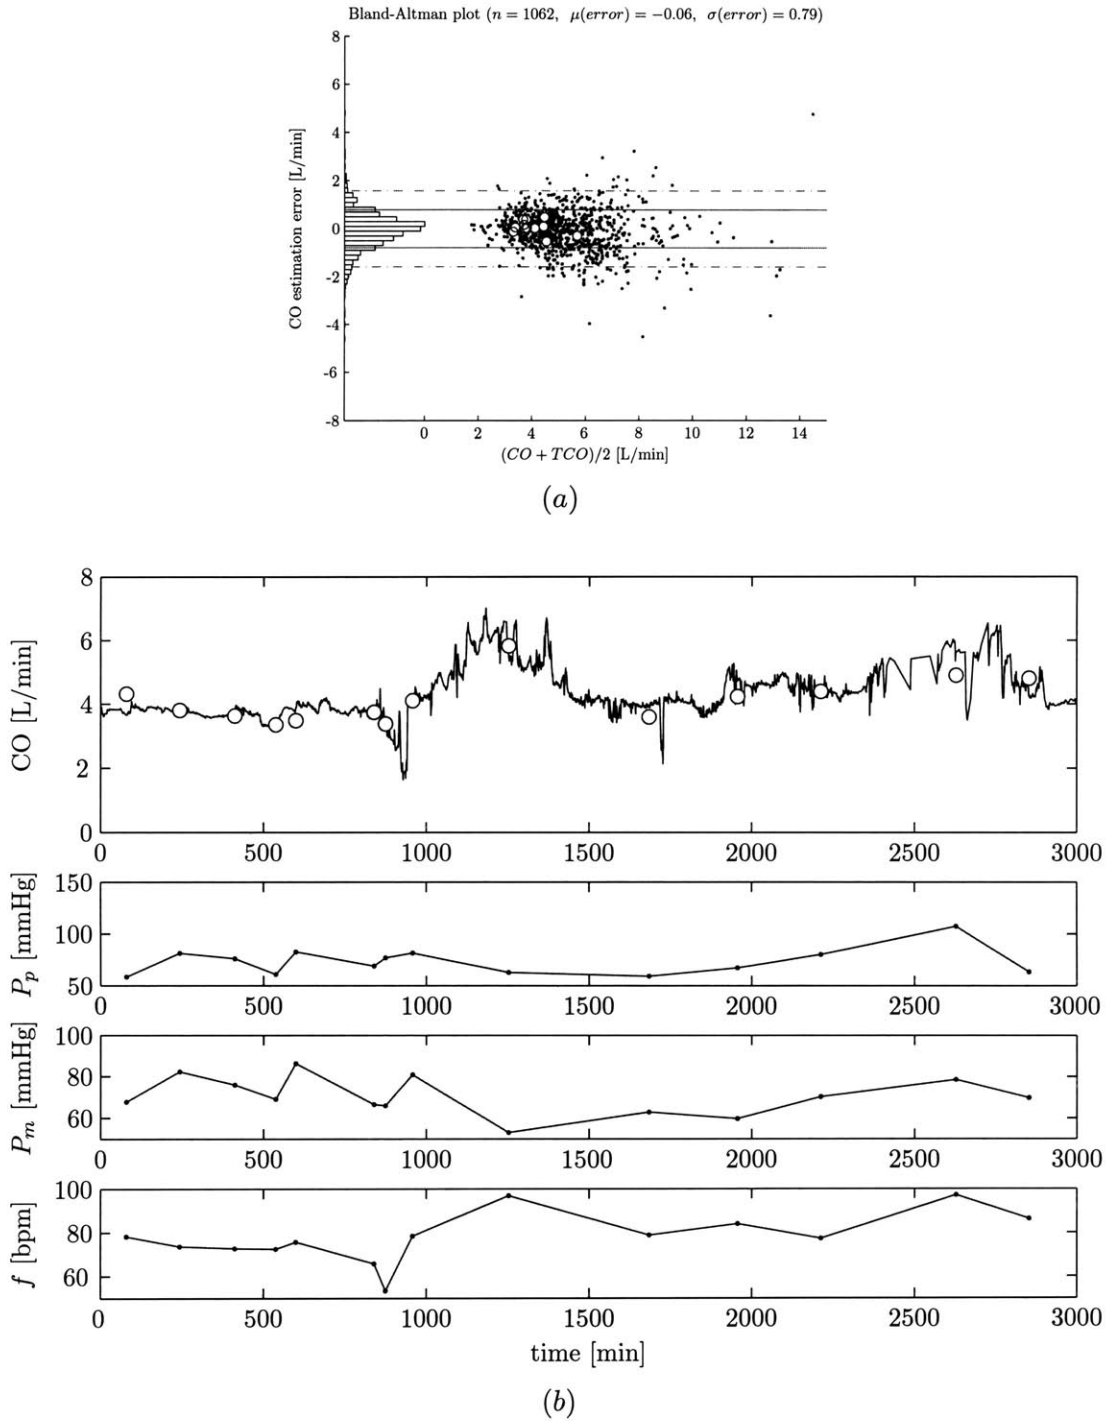 Bland-Altman plot (n = 1062, μ(error) = −0.06, σ(error) = 0.79)
8
6
4
2
0
-2
-4
-6
-8
CO estimation error [L/min]
0 2 4 6 8 10 12 14
(CO + TCO)/2 [L/min]
(a)
8
6
4
2
0
CO [L/min]
0 500 1000 1500 2000 2500 3000
150
100
50
P_p [mmHg]
0 500 1000 1500 2000 2500 3000
100
80
60
P_m [mmHg]
0 500 1000 1500 2000 2500 3000
100
80
60
f [bpm]
0 500 1000 1500 2000 2500 3000
time [min]
(b)